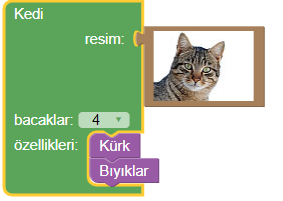 Kedi
resim:
bacaklar: 4
özellikleri: Kürk
Bıyıklar